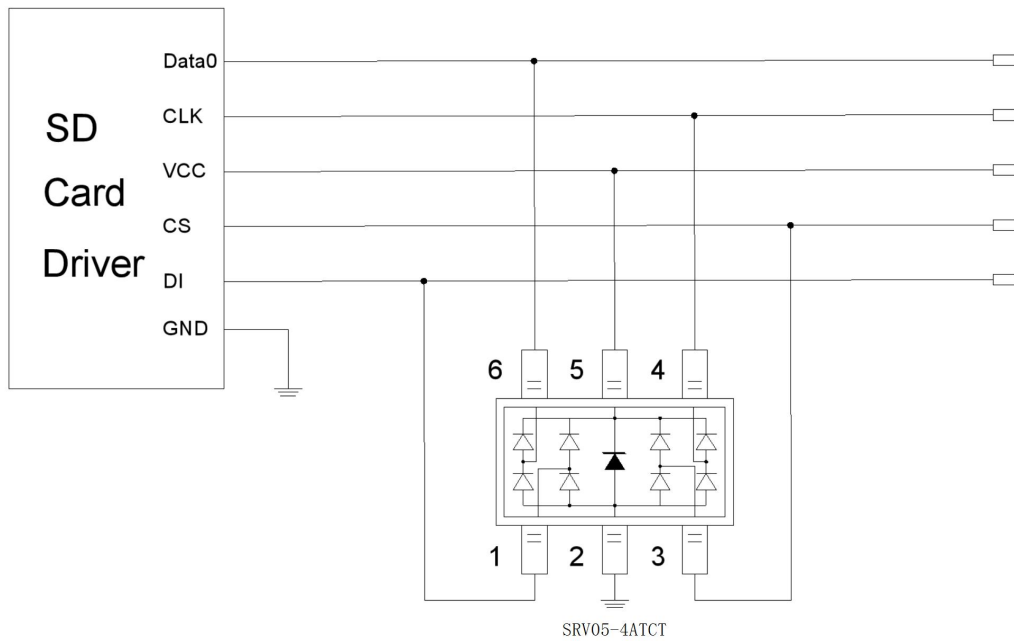 Data0
CLK
SD
VCC
Card
CS
Driver
DI
GND
6 5 4
1 2 3
SRV05-4ATCT